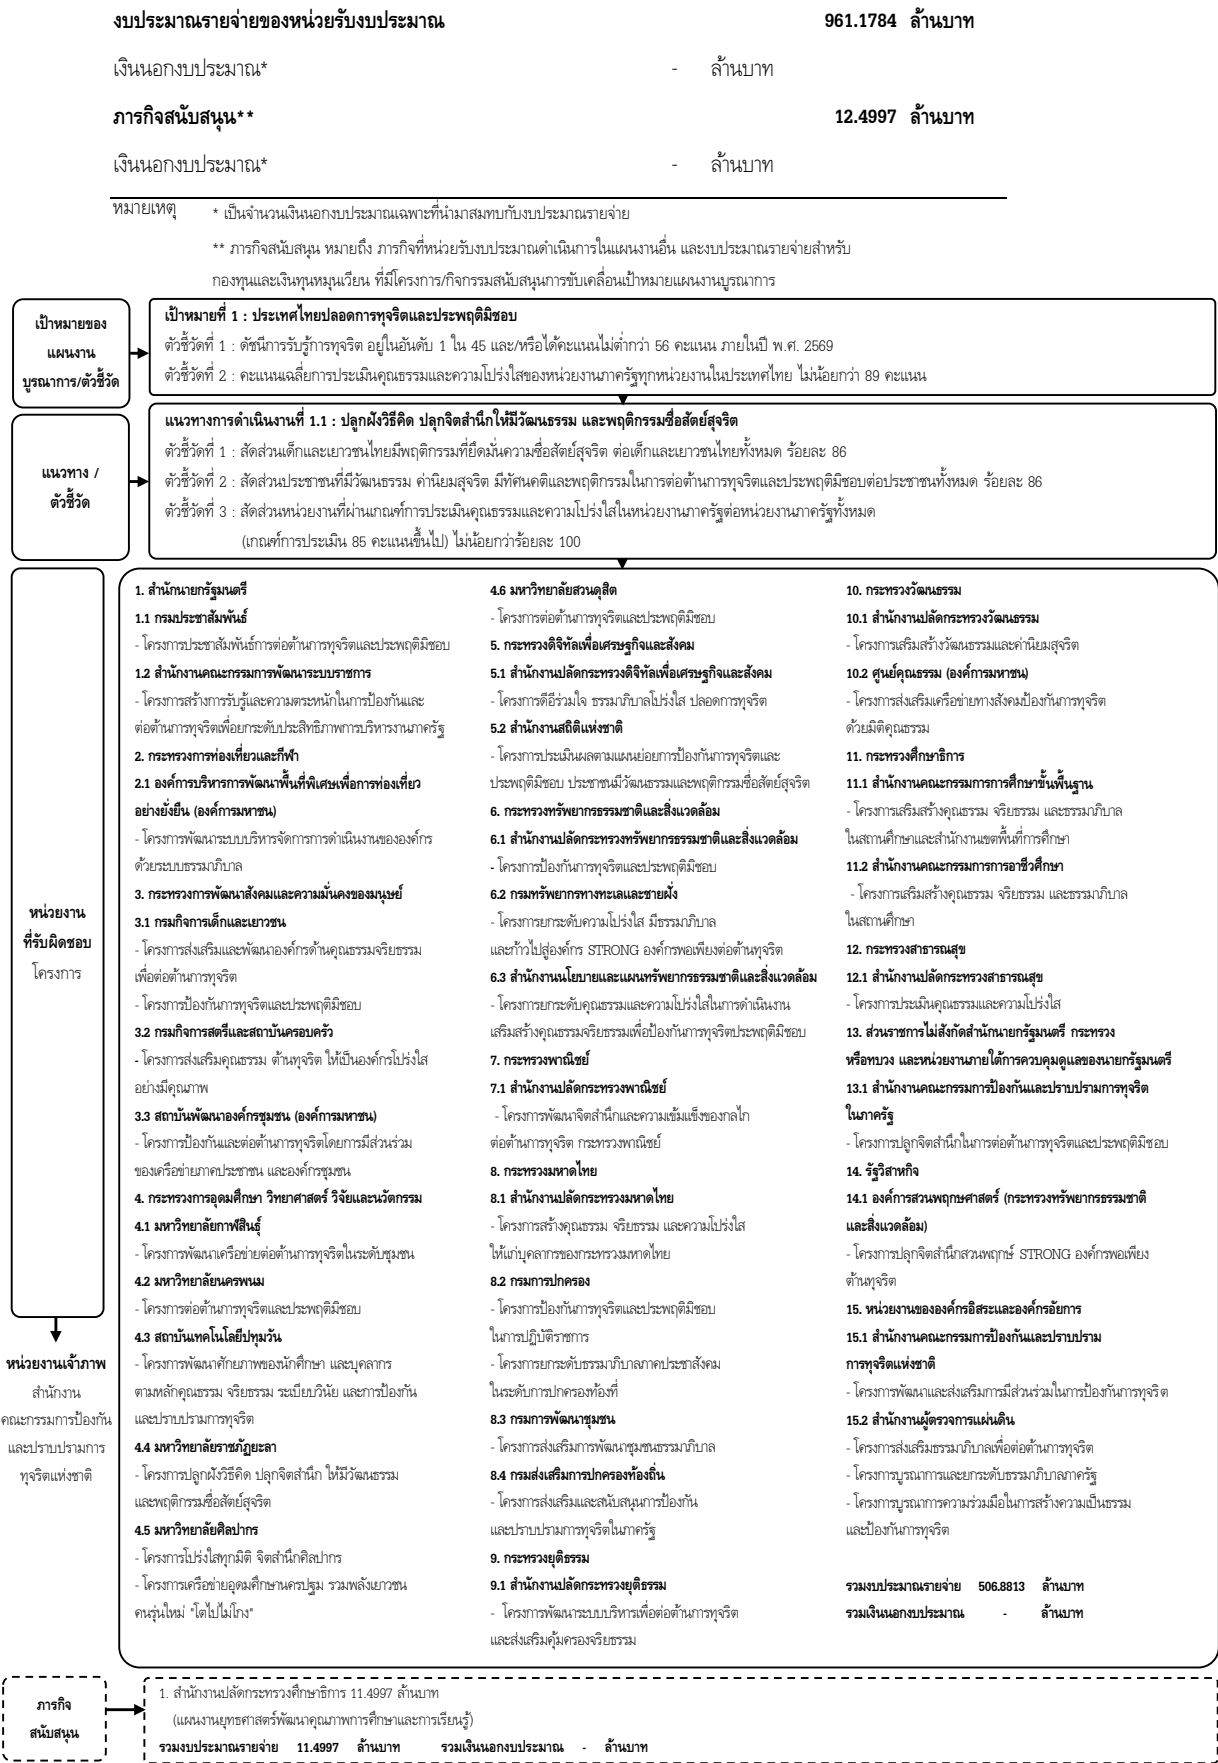 งบประมาณรายจ่ายของหน่วยรับงบประมาณ 961.1784 ล้านบาท
เงินนอกงบประมาณ* - ล้านบาท
ภารกิจสนับสนุน** 12.4997 ล้านบาท
เงินนอกงบประมาณ* - ล้านบาท
หมายเหตุ * เป็นจำนวนเงินนอกงบประมาณเฉพาะที่นำมาสมทบกับงบประมาณรายจ่าย
** ภารกิจสนับสนุน หมายถึง ภารกิจที่หน่วยรับงบประมาณดำเนินการในแผนงานอื่น และงบประมาณรายจ่ายสำหรับ
กองทุนและเงินทุนหมุนเวียน ที่มีโครงการ/กิจกรรมสนับสนุนการขับเคลื่อนเป้าหมายแผนงานบูรณาการ
เป้าหมายของ
แผนงาน
บูรณาการ/ตัวชี้วัด
เป้าหมายที่ 1 : ประเทศไทยปลอดการทุจริตและประพฤติมิชอบ
ตัวชี้วัดที่ 1 : ดัชนีการรับรู้การทุจริต อยู่ในอันดับ 1 ใน 45 และ/หรือได้คะแนนไม่ต่ำกว่า 56 คะแนน ภายในปี พ.ศ. 2569
ตัวชี้วัดที่ 2 : คะแนนเฉลี่ยการประเมินคุณธรรมและความโปร่งใสของหน่วยงานภาครัฐทุกหน่วยงานในประเทศไทย ไม่น้อยกว่า 89 คะแนน
แนวทาง /
ตัวชี้วัด
แนวทางการดำเนินงานที่ 1.1 : ปลูกฝังวิธีคิด ปลุกจิตสำนึกให้มีวัฒนธรรม และพฤติกรรมซื่อสัตย์สุจริต
ตัวชี้วัดที่ 1 : สัดส่วนเด็กและเยาวชนไทยมีพฤติกรรมที่ยึดมั่นความซื่อสัตย์สุจริต ต่อเด็กและเยาวชนไทยทั้งหมด ร้อยละ 86
ตัวชี้วัดที่ 2 : สัดส่วนประชาชนที่มีวัฒนธรรม ค่านิยมสุจริต มีทัศนคติและพฤติกรรมในการต่อต้านการทุจริตและประพฤติมิชอบต่อประชาชนทั้งหมด ร้อยละ 86
ตัวชี้วัดที่ 3 : สัดส่วนหน่วยงานที่ผ่านเกณฑ์การประเมินคุณธรรมและความโปร่งใสในหน่วยงานภาครัฐต่อหน่วยงานภาครัฐทั้งหมด
(เกณฑ์การประเมิน 85 คะแนนขึ้นไป) ไม่น้อยกว่าร้อยละ 100
หน่วยงาน
ที่รับผิดชอบ
โครงการ
หน่วยงานเจ้าภาพ
สำนักงาน
คณะกรรมการป้องกัน
และปราบปรามการ
ทุจริตแห่งชาติ
1. สำนักนายกรัฐมนตรี
1.1 กรมประชาสัมพันธ์
- โครงการประชาสัมพันธ์การต่อต้านการทุจริตและประพฤติมิชอบ
1.2 สำนักงานคณะกรรมการพัฒนาระบบราชการ
- โครงการสร้างการรับรู้และความตระหนักในการป้องกันและ
ต่อต้านการทุจริตเพื่อยกระดับประสิทธิภาพการบริหารงานภาครัฐ
2. กระทรวงการท่องเที่ยวและกีฬา
2.1 องค์การบริหารการพัฒนาพื้นที่พิเศษเพื่อการท่องเที่ยว
อย่างยั่งยืน (องค์การมหาชน)
- โครงการพัฒนาระบบบริหารจัดการการดำเนินงานขององค์กร
ด้วยระบบธรรมาภิบาล
3. กระทรวงการพัฒนาสังคมและความมั่นคงของมนุษย์
3.1 กรมกิจการเด็กและเยาวชน
- โครงการส่งเสริมและพัฒนาองค์กรด้านคุณธรรมจริยธรรม
เพื่อต่อต้านการทุจริต
- โครงการป้องกันการทุจริตและประพฤติมิชอบ
3.2 กรมกิจการสตรีและสถาบันครอบครัว
- โครงการส่งเสริมคุณธรรม ต้านทุจริต ให้เป็นองค์กรโปร่งใส
อย่างมีคุณภาพ
3.3 สถาบันพัฒนาองค์กรชุมชน (องค์การมหาชน)
- โครงการป้องกันและต่อต้านการทุจริตโดยการมีส่วนร่วม
ของเครือข่ายภาคประชาชน และองค์กรชุมชน
4. กระทรวงการอุดมศึกษา วิทยาศาสตร์ วิจัยและนวัตกรรม
4.1 มหาวิทยาลัยกาฬสินธุ์
- โครงการพัฒนาเครือข่ายต่อต้านการทุจริตในระดับชุมชน
4.2 มหาวิทยาลัยนครพนม
- โครงการต่อต้านการทุจริตและประพฤติมิชอบ
4.3 สถาบันเทคโนโลยีปทุมวัน
- โครงการพัฒนาศักยภาพของนักศึกษา และบุคลากร
ตามหลักคุณธรรม จริยธรรม ระเบียบวินัย และการป้องกัน
และปราบปรามการทุจริต
4.4 มหาวิทยาลัยราชภัฏยะลา
- โครงการปลูกฝังวิธีคิด ปลุกจิตสำนึก ให้มีวัฒนธรรม
และพฤติกรรมซื่อสัตย์สุจริต
4.5 มหาวิทยาลัยศิลปากร
- โครงการโปร่งใสทุกมิติ จิตสำนึกศิลปากร
- โครงการเครือข่ายอุดมศึกษานครปฐม รวมพลังเยาวชน
คนรุ่นใหม่ "โตไปไม่โกง"
4.6 มหาวิทยาลัยสวนดุสิต
- โครงการต่อต้านการทุจริตและประพฤติมิชอบ
5. กระทรวงดิจิทัลเพื่อเศรษฐกิจและสังคม
5.1 สำนักงานปลัดกระทรวงดิจิทัลเพื่อเศรษฐกิจและสังคม
- โครงการดีอีร่วมใจ ธรรมาภิบาลโปร่งใส ปลอดการทุจริต
5.2 สำนักงานสถิติแห่งชาติ
- โครงการประเมินผลตามแผนย่อยการป้องกันการทุจริตและ
ประพฤติมิชอบ ประชาชนมีวัฒนธรรมและพฤติกรรมซื่อสัตย์สุจริต
6. กระทรวงทรัพยากรธรรมชาติและสิ่งแวดล้อม
6.1 สำนักงานปลัดกระทรวงทรัพยากรธรรมชาติและสิ่งแวดล้อม
- โครงการป้องกันการทุจริตและประพฤติมิชอบ
6.2 กรมทรัพยากรทางทะเลและชายฝั่ง
- โครงการยกระดับความโปร่งใส มีธรรมาภิบาล
และก้าวไปสู่องค์กร STRONG องค์กรพอเพียงต่อต้านทุจริต
6.3 สำนักงานนโยบายและแผนทรัพยากรธรรมชาติและสิ่งแวดล้อม
- โครงการยกระดับคุณธรรมและความโปร่งใสในการดำเนินงาน
เสริมสร้างคุณธรรมจริยธรรมเพื่อป้องกันการทุจริตประพฤติมิชอบ
7. กระทรวงพาณิชย์
7.1 สำนักงานปลัดกระทรวงพาณิชย์
- โครงการพัฒนาจิตสำนึกและความเข้มแข็งของกลไก
ต่อต้านการทุจริต กระทรวงพาณิชย์
8. กระทรวงมหาดไทย
8.1 สำนักงานปลัดกระทรวงมหาดไทย
- โครงการสร้างคุณธรรม จริยธรรม และความโปร่งใส
ให้แก่บุคลากรของกระทรวงมหาดไทย
8.2 กรมการปกครอง
- โครงการป้องกันการทุจริตและประพฤติมิชอบ
ในการปฏิบัติราชการ
- โครงการยกระดับธรรมาภิบาลภาคประชาสังคม
ในระดับการปกครองท้องที่
8.3 กรมการพัฒนาชุมชน
- โครงการส่งเสริมการพัฒนาชุมชนธรรมาภิบาล
8.4 กรมส่งเสริมการปกครองท้องถิ่น
- โครงการส่งเสริมและสนับสนุนการป้องกัน
และปราบปรามการทุจริตในภาครัฐ
9. กระทรวงยุติธรรม
9.1 สำนักงานปลัดกระทรวงยุติธรรม
- โครงการพัฒนาระบบบริหารเพื่อต่อต้านการทุจริต
และส่งเสริมคุ้มครองจริยธรรม
10. กระทรวงวัฒนธรรม
10.1 สำนักงานปลัดกระทรวงวัฒนธรรม
- โครงการเสริมสร้างวัฒนธรรมและค่านิยมสุจริต
10.2 ศูนย์คุณธรรม (องค์การมหาชน)
- โครงการส่งเสริมเครือข่ายทางสังคมป้องกันการทุจริต
ด้วยมิติคุณธรรม
11. กระทรวงศึกษาธิการ
11.1 สำนักงานคณะกรรมการการศึกษาขั้นพื้นฐาน
- โครงการเสริมสร้างคุณธรรม จริยธรรม และธรรมาภิบาล
ในสถานศึกษาและสำนักงานเขตพื้นที่การศึกษา
11.2 สำนักงานคณะกรรมการการอาชีวศึกษา
- โครงการเสริมสร้างคุณธรรม จริยธรรม และธรรมาภิบาล
ในสถานศึกษา
12. กระทรวงสาธารณสุข
12.1 สำนักงานปลัดกระทรวงสาธารณสุข
- โครงการประเมินคุณธรรมและความโปร่งใส
13. ส่วนราชการไม่สังกัดสำนักนายกรัฐมนตรี กระทรวง
หรือทบวง และหน่วยงานภายใต้การควบคุมดูแลของนายกรัฐมนตรี
13.1 สำนักงานคณะกรรมการป้องกันและปราบปรามการทุจริต
ในภาครัฐ
- โครงการปลูกจิตสำนึกในการต่อต้านการทุจริตและประพฤติมิชอบ
14. รัฐวิสาหกิจ
14.1 องค์การสวนพฤกษศาสตร์ (กระทรวงทรัพยากรธรรมชาติ
และสิ่งแวดล้อม)
- โครงการปลูกจิตสำนึกสวนพฤกษ์ STRONG องค์กรพอเพียง
ต้านทุจริต
15. หน่วยงานขององค์กรอิสระและองค์กรอัยการ
15.1 สำนักงานคณะกรรมการป้องกันและปราบปราม
การทุจริตแห่งชาติ
- โครงการพัฒนาและส่งเสริมการมีส่วนร่วมในการป้องกันการทุจริต
15.2 สำนักงานผู้ตรวจการแผ่นดิน
- โครงการส่งเสริมธรรมาภิบาลเพื่อต่อต้านการทุจริต
- โครงการบูรณาการและยกระดับธรรมาภิบาลภาครัฐ
- โครงการบูรณาการความร่วมมือในการสร้างความเป็นธรรม
และป้องกันการทุจริต
รวมงบประมาณรายจ่าย 506.8813 ล้านบาท
รวมเงินนอกงบประมาณ - ล้านบาท
ภารกิจ
สนับสนุน
1. สำนักงานปลัดกระทรวงศึกษาธิการ 11.4997 ล้านบาท
(แผนงานยุทธศาสตร์พัฒนาคุณภาพการศึกษาและการเรียนรู้)
รวมงบประมาณรายจ่าย 11.4997 ล้านบาท รวมเงินนอกงบประมาณ - ล้านบาท